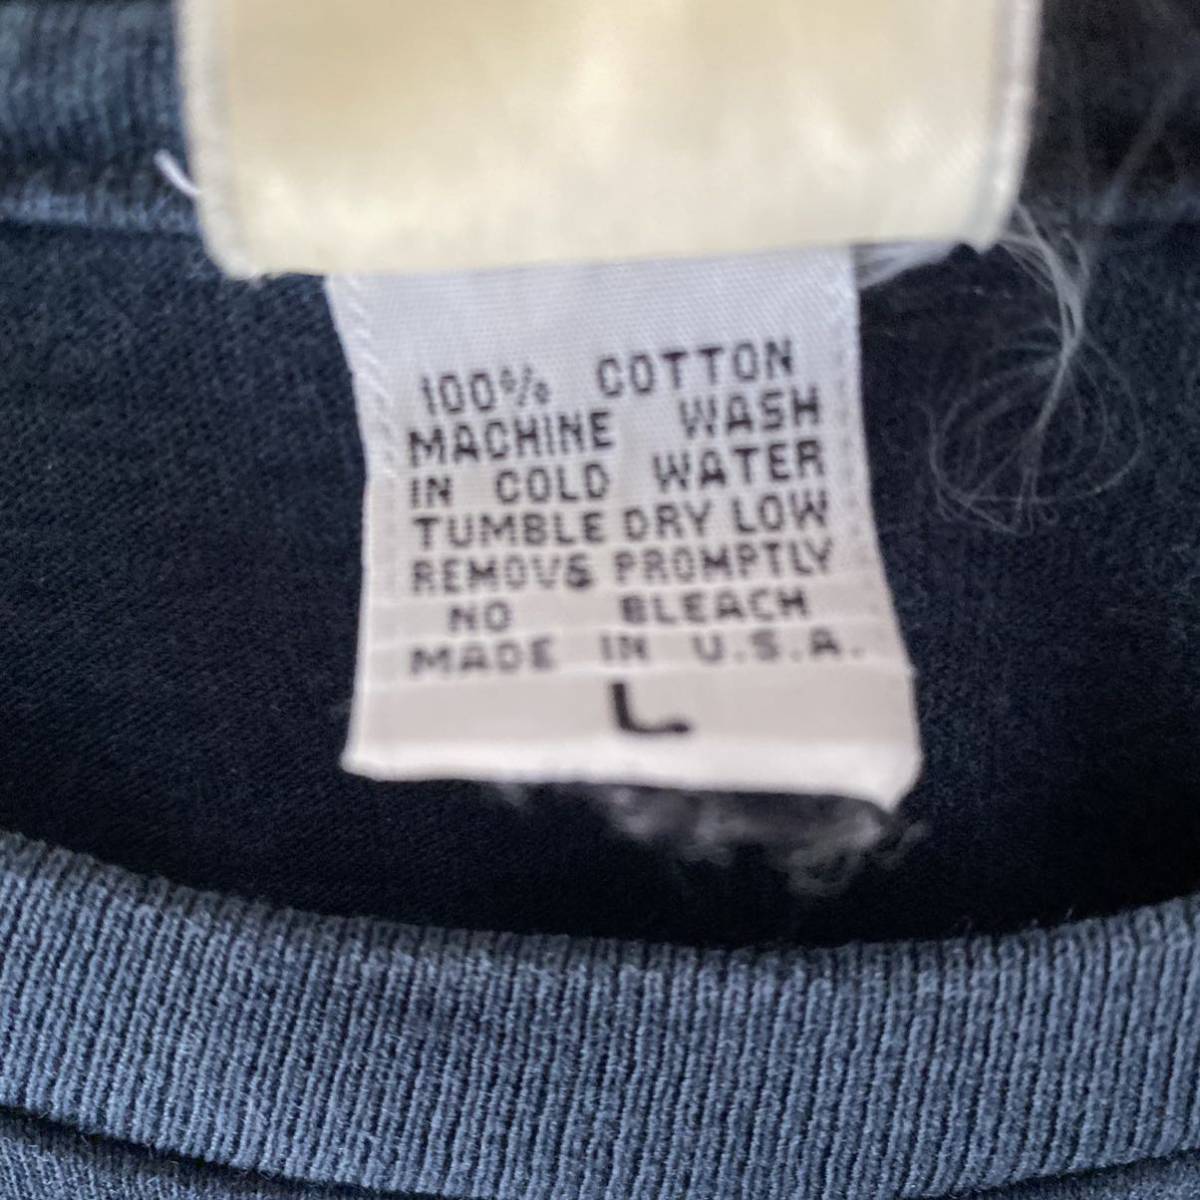 100% COTTON
MACHINE WASH
IN COLD WATER
TUMBLE DRY LOW
REMOVE PROMPTLY
NO BLEACH
MADE IN U.S.A.
L